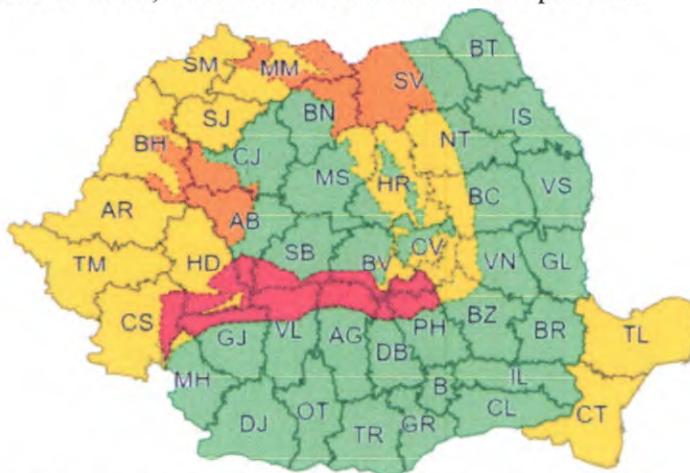 BT
SM
MM
SV
SJ
BN
IS
BH
CJ
NT
MS
HR
AR
AB
BC
VS
TM
HD
SB
BV
CV
VN
GL
CS
GJ
VL
AG
PH
BZ
BR
TL
MH
DB
B
IL
DJ
OT
TR
GR
CL
CT